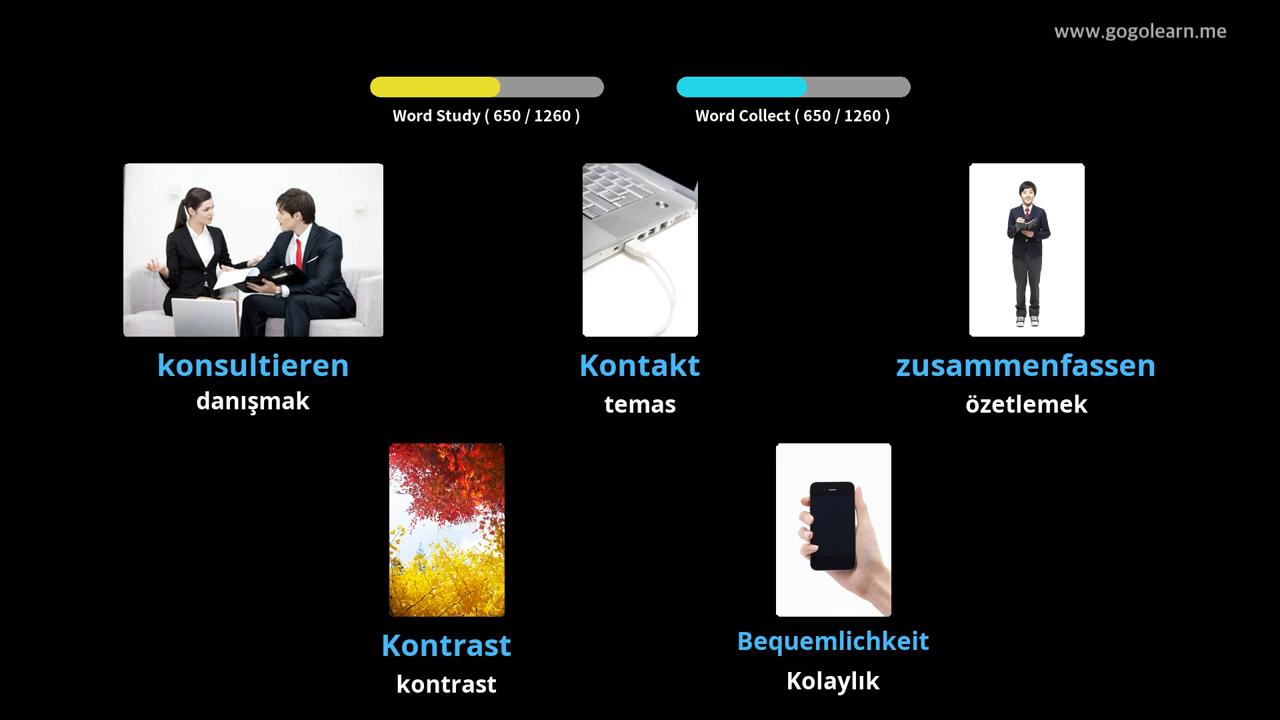 www.gogolearn.me
Word Study ( 650 / 1260 )
Word Collect ( 650 / 1260 )
konsultieren
danışmak
Kontakt
temas
zusammenfassen
özetlemek
Kontrast
kontrast
Bequemlichkeit
Kolaylık